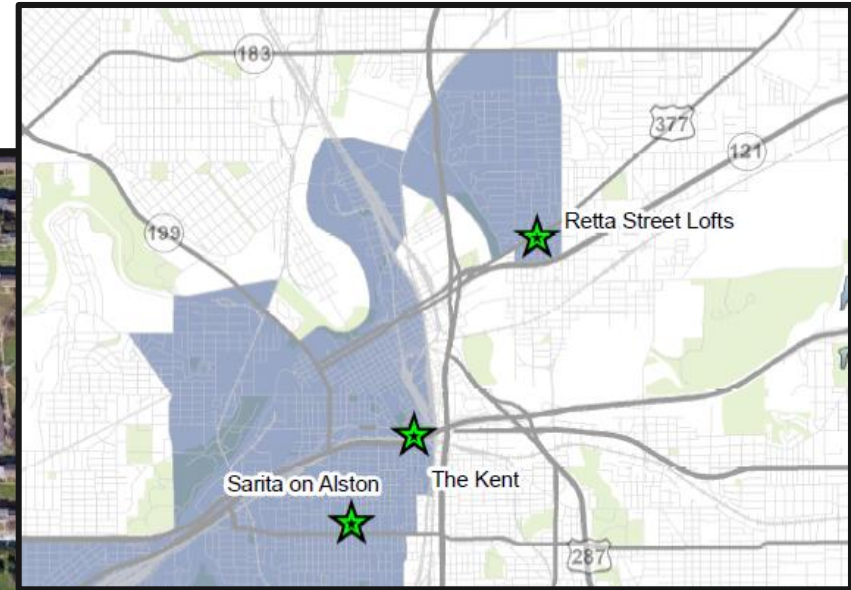 183
377
121
Retta Street Lofts
199
Sarita on Alston
The Kent
287